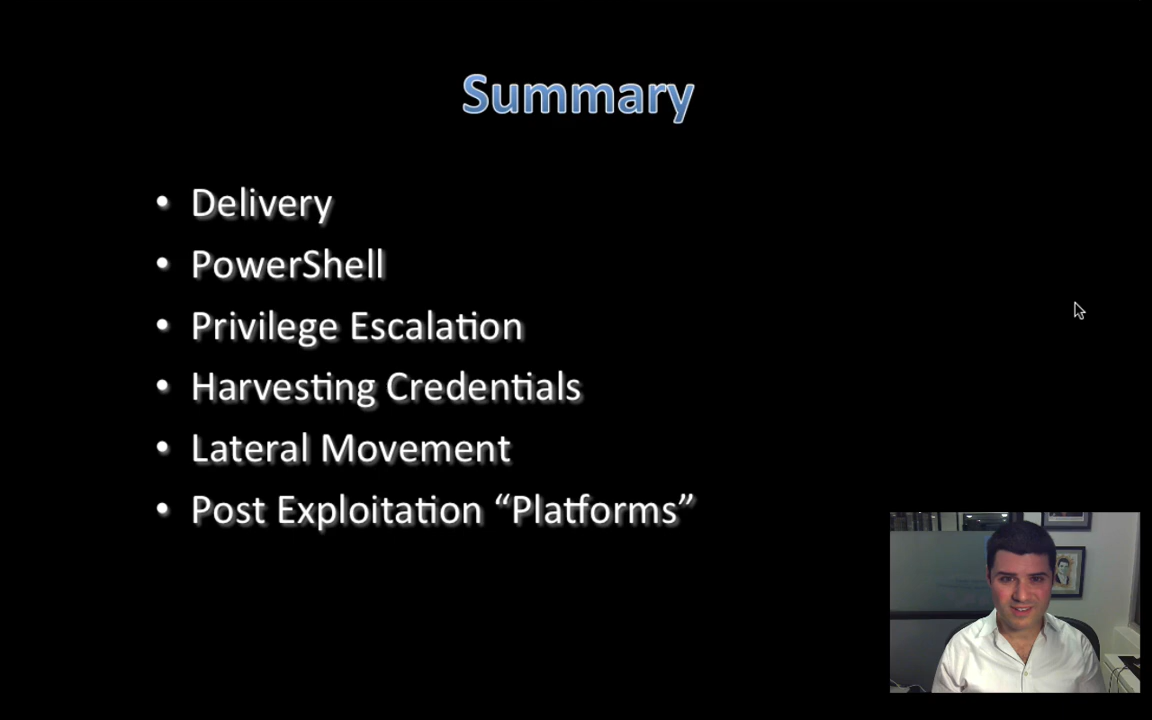 Summary
• Delivery
• PowerShell
• Privilege Escalation
• Harvesting Credentials
• Lateral Movement
• Post Exploitation “Platforms”